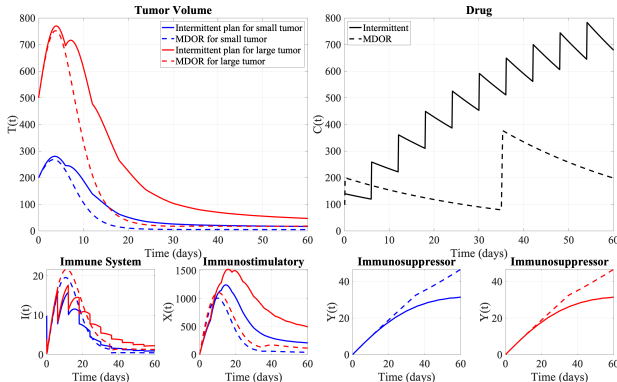 Tumor Volume
800
700
600
500
400
300
200
100
0
T(t)
Intermittent plan for small tumor
MDOR for small tumor
Intermittent plan for large tumor
MDOR for large tumor
0 10 20 30 40 50 60
Time (days)
Drug
800
700
600
500
400
300
200
100
0
C(t)
Intermittent
MDOR
0 10 20 30 40 50 60
Time (days)
Immune System
20
10
0
I(t)
0 20 40 60
Time (days)
Immunostimulatory
1500
1000
500
0
X(t)
0 20 40 60
Time (days)
Immunosuppressor
40
20
0
Y(t)
0 20 40 60
Time (days)
Immunosuppressor
40
20
0
Y(t)
0 20 40 60
Time (days)